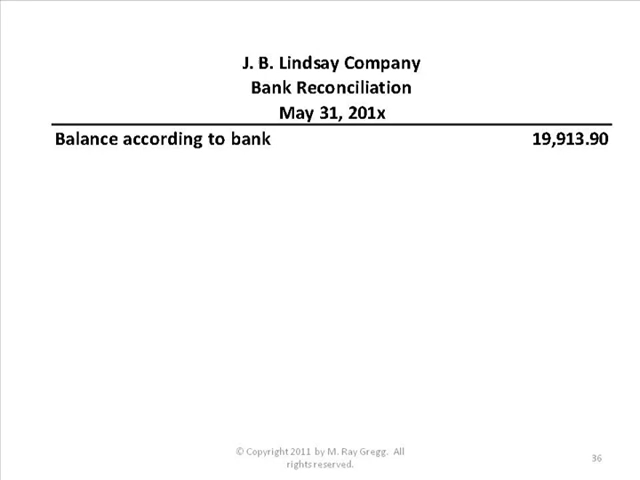 J. B. Lindsay Company
Bank Reconciliation
May 31, 201x
Balance according to bank 19,913.90
© Copyright 2011 by M. Ray Gregg. All
rights reserved.
36